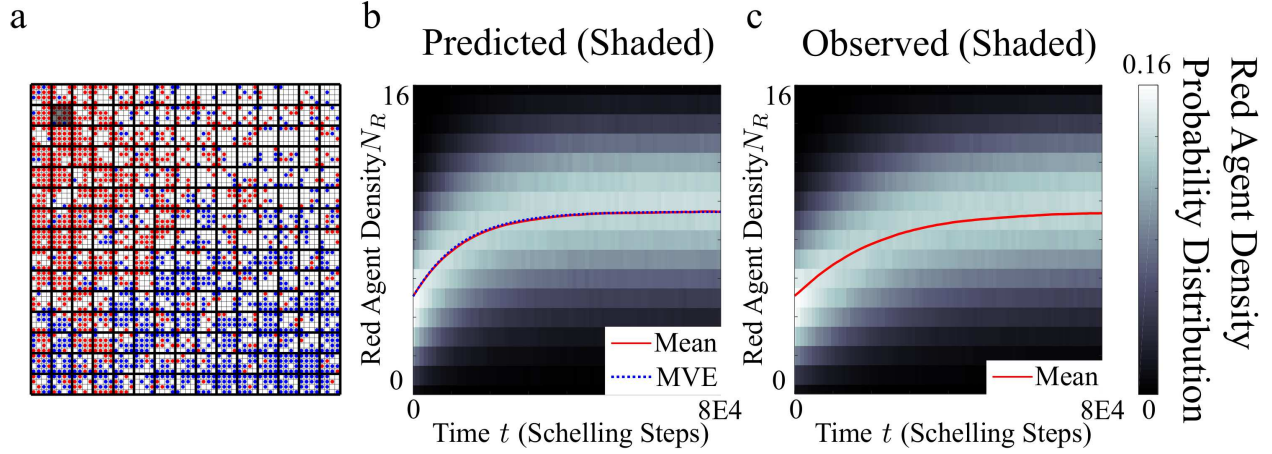 a
b
Predicted (Shaded)
Red Agent Density N_R
16
0
Mean
MVE
0
8E4
Time t (Schelling Steps)
c
Observed (Shaded)
Red Agent Density N_R
16
0
Mean
0
8E4
Time t (Schelling Steps)
0.16
0
Red Agent Density
Probability Distribution